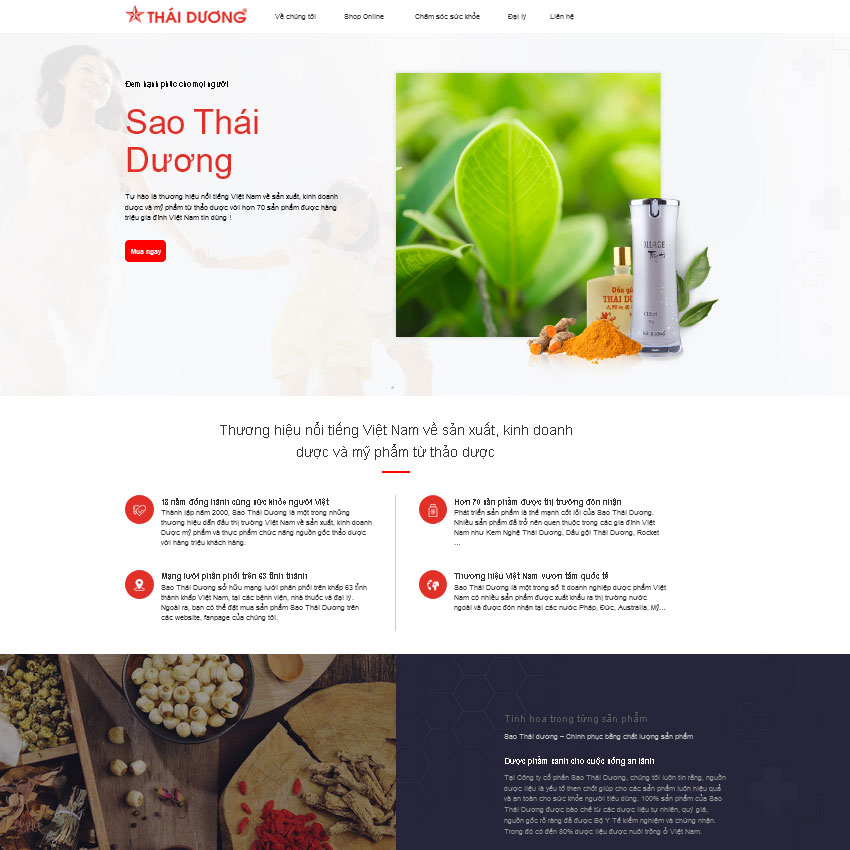 THÁI DƯƠNG
Về chúng tôi
Shop Online
Chăm sóc sức khỏe
Đại lý
Liên hệ
Đem hạnh phúc cho mọi người
Sao Thái
Dương
Tự hào là thương hiệu nổi tiếng Việt Nam về sản xuất, kinh doanh
dược và mỹ phẩm từ thảo dược với hơn 70 sản phẩm được hàng
triệu gia đình Việt Nam tin dùng !
Mua ngay
Thương hiệu nổi tiếng Việt Nam về sản xuất, kinh doanh
dược và mỹ phẩm từ thảo dược
18 năm đồng hành cùng sức khỏe người Việt
Thành lập năm 2000, Sao Thái Dương là một trong những
thương hiệu dẫn đầu thị trường Việt Nam về sản xuất, kinh doanh
Dược mỹ phẩm và thực phẩm chức năng nguồn gốc thảo dược
với hàng triệu khách hàng.
Hơn 70 sản phẩm được thị trường đón nhận
Phát triển sản phẩm là thế mạnh cốt lõi của Sao Thái Dương.
Nhiều sản phẩm đã trở nên quen thuộc trong các gia đình Việt
Nam như Kem Nghệ Thái Dương, Dầu gội Thái Dương, Rocket
...
Mạng lưới phân phối trên 63 tỉnh thành
Sao Thái Dương sở hữu mạng lưới phân phối trên khắp 63 tỉnh
thành khắp Việt Nam, tại các bệnh viện, nhà thuốc và đại lý.
Ngoài ra, bạn có thể đặt mua sản phẩm Sao Thái Dương trên
các website, fanpage của chúng tôi.
Thương hiệu Việt Nam vươn tầm quốc tế
Sao Thái Dương là một trong số ít doanh nghiệp dược phẩm Việt
Nam có nhiều sản phẩm được xuất khẩu ra thị trường nước
ngoài và được đón nhận tại các nước Pháp, Đức, Australia, Mỹ...
Tinh hoa trong từng sản phẩm
Sao Thái dương – Chinh phục bằng chất lượng sản phẩm
Dược phẩm xanh cho cuộc sống an lành
Tại Công ty cổ phần Sao Thái Dương, chúng tôi luôn tin rằng, nguồn
dược liệu là yếu tố then chốt giúp cho các sản phẩm luôn hiệu quả
và an toàn cho sức khỏe người tiêu dùng. 100% sản phẩm của Sao
Thái Dương được bào chế từ các dược liệu tự nhiên, quý giá,
nguồn gốc rõ ràng đã được Bộ Y Tế kiểm nghiệm và chứng nhận.
Trong đó có đến 80% dược liệu được nuôi trồng ở Việt Nam.